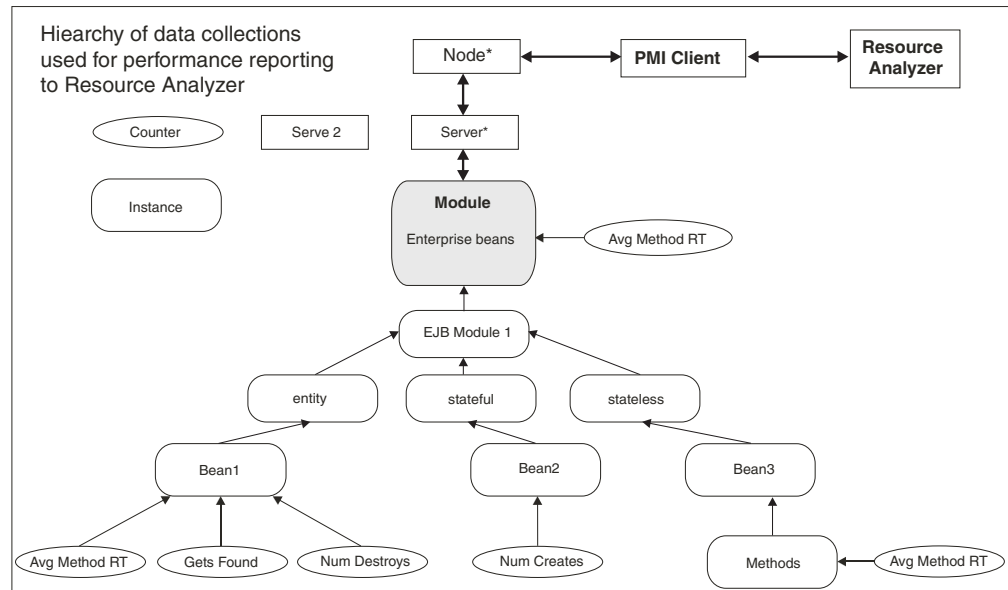 Hiearchy of data collections
used for performance reporting
to Resource Analyzer
Node*
PMI Client
Resource
Analyzer
Counter
Serve 2
Server*
Instance
Module
Enterprise beans
Avg Method RT
EJB Module 1
entity
stateful
stateless
Bean1
Bean2
Bean3
Avg Method RT
Gets Found
Num Destroys
Num Creates
Methods
Avg Method RT